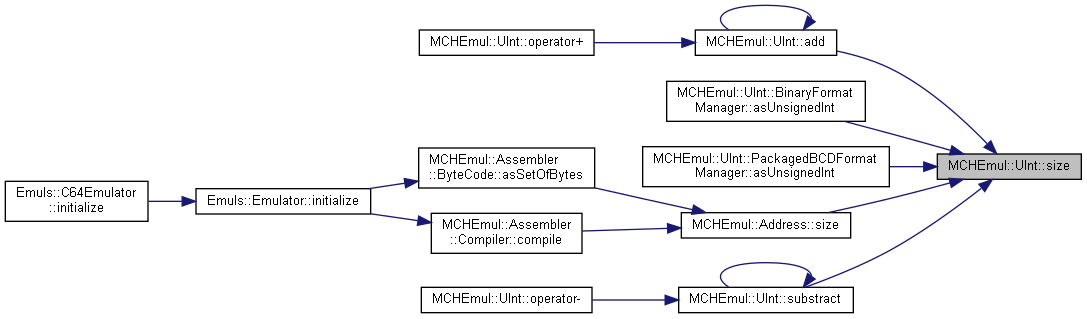 MCHEmul::UInt::operator+
MCHEmul::UInt::add
MCHEmul::UInt::BinaryFormat
Manager::asUnsignedInt
MCHEmul::UInt::PackagedBCDFormat
Manager::asUnsignedInt
MCHEmul::UInt::size
MCHEmul::Assembler
::ByteCode::asSetOfBytes
Emuls::C64Emulator
::initialize
Emuls::Emulator::initialize
MCHEmul::Assembler
::Compiler::compile
MCHEmul::Address::size
MCHEmul::UInt::operator-
MCHEmul::UInt::substract